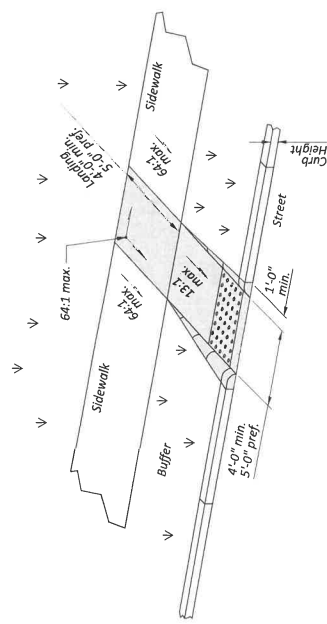 Sidewalk
Landing
4'-0" min.
5'-0" pref.
64:1
max.
64:1 max.
64:1
max.
13:1
max.
Sidewalk
Buffer
Curb
Height
Street
1'-0"
min.
4'-0" min.
5'-0" pref.